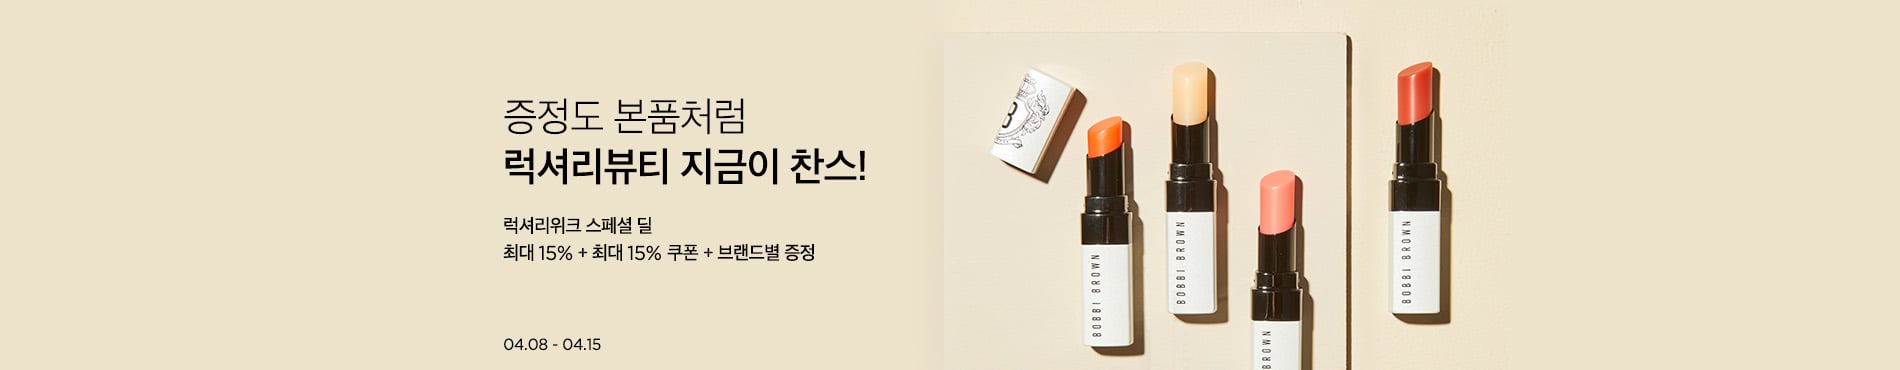 증정도 본품처럼
럭셔리뷰티 지금이 찬스!
럭셔리위크 스페셜 딜
최대 15% + 최대 15% 쿠폰 + 브랜드별 증정
04.08 - 04.15
B
BOBBI BROWN
BOBBI BROWN
BROWN
BOBBI BROWN